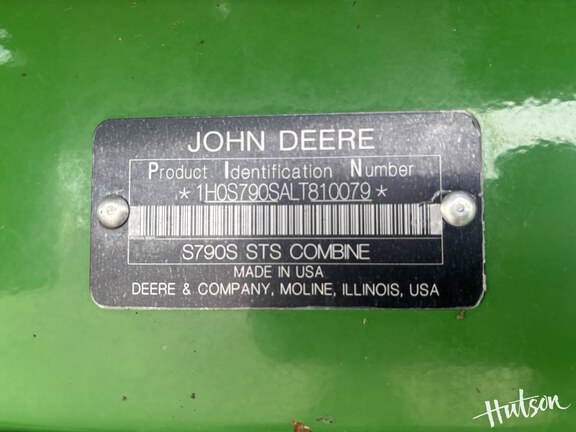 JOHN DEERE
Product Identification Number
*1H0S790SALT810079*
S790S STS COMBINE
MADE IN USA
DEERE & COMPANY, MOLINE, ILLINOIS, USA
Hutson